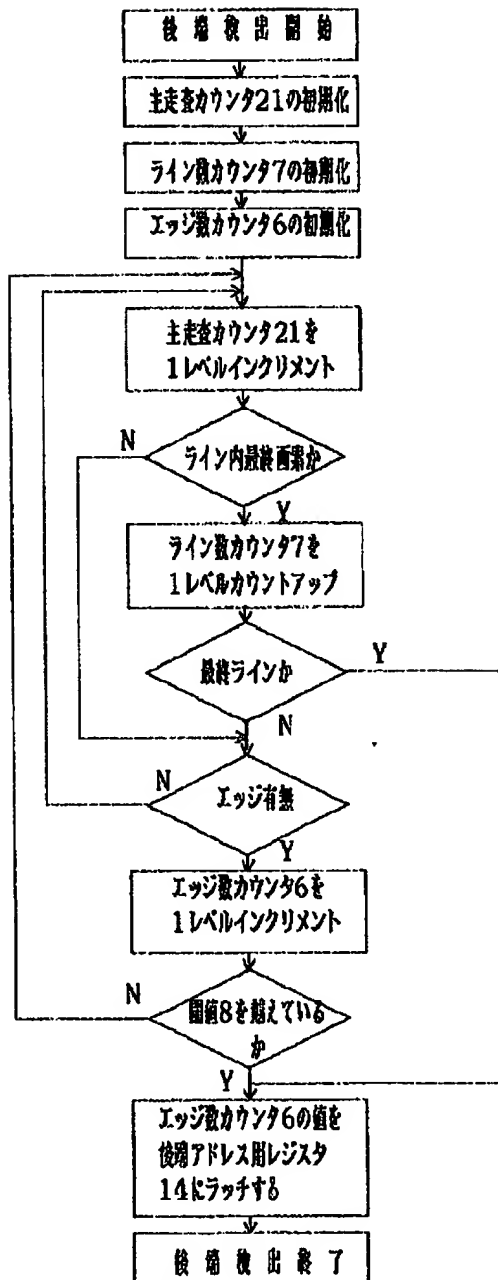 後端検出開始
主走査カウンタ21の初期化
ライン数カウンタ7の初期化
エッジ数カウンタ6の初期化
主走査カウンタ21を
1レベルインクリメント
N
ライン内最終画素か
Y
ライン数カウンタ7を
1レベルカウントアップ
Y
最終ラインか
N
N
エッジ有無
Y
エッジ数カウンタ6を
1レベルインクリメント
N
閾値8を越えている
か
Y
エッジ数カウンタ6の値を
後端アドレス用レジスタ
14にラッチする
後端検出終了